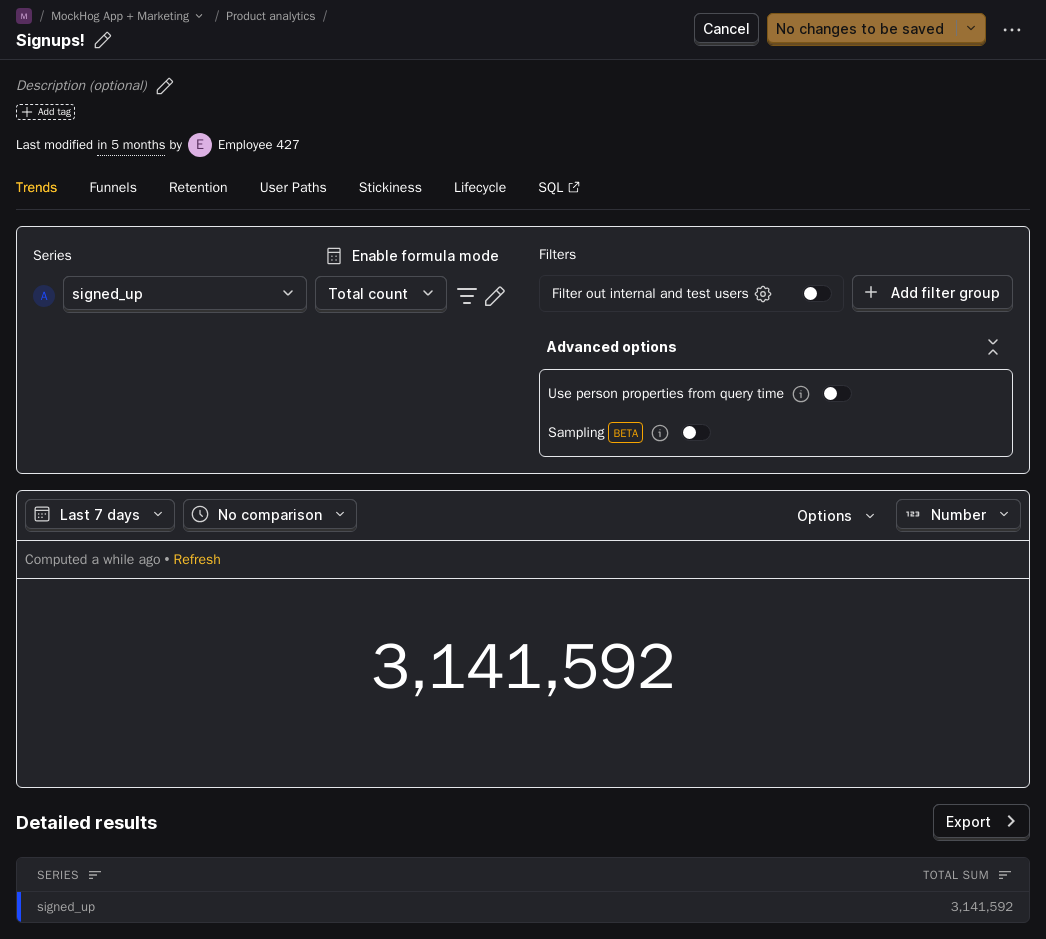 M / MockHog App + Marketing / Product analytics /
Signups!
Cancel
No changes to be saved
Description (optional)
Add tag
Last modified in 5 months by E Employee 427
Trends Funnels Retention User Paths Stickiness Lifecycle SQL
Series
Enable formula mode
A signed_up Total count
Filters
Filter out internal and test users
Add filter group
Advanced options
Use person properties from query time
Sampling BETA
Last 7 days No comparison Options 123 Number
Computed a while ago • Refresh
3,141,592
Detailed results
Export
SERIES TOTAL SUM
signed_up 3,141,592